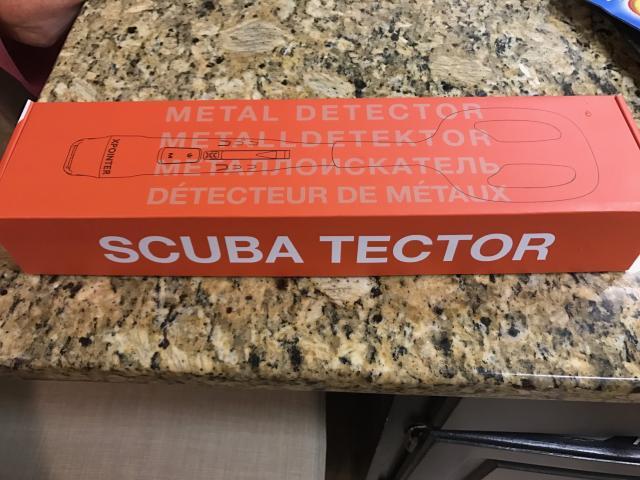 METAL DETECTOR
METALLDETEKTOR
МЕТАЛЛОИСКАТЕЛЬ
DÉTECTEUR DE MÉTAUX
XPOINTER
M
SCUBA TECTOR